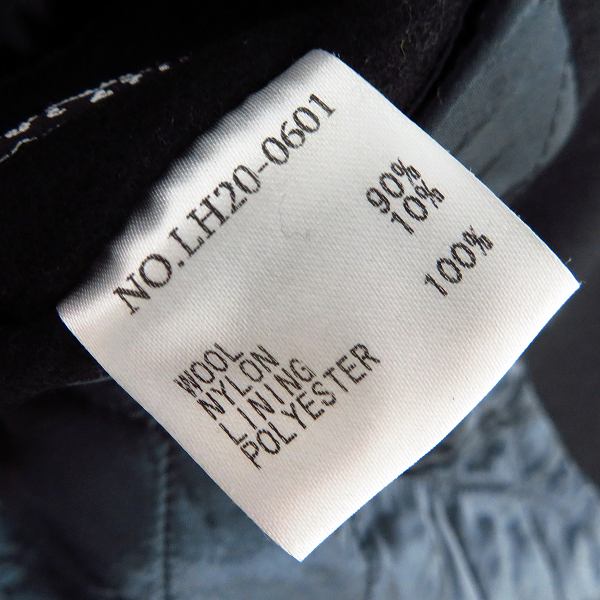 NO.LH20-0601
WOOL 90%
NYLON 10%
LINING
POLYESTER 100%